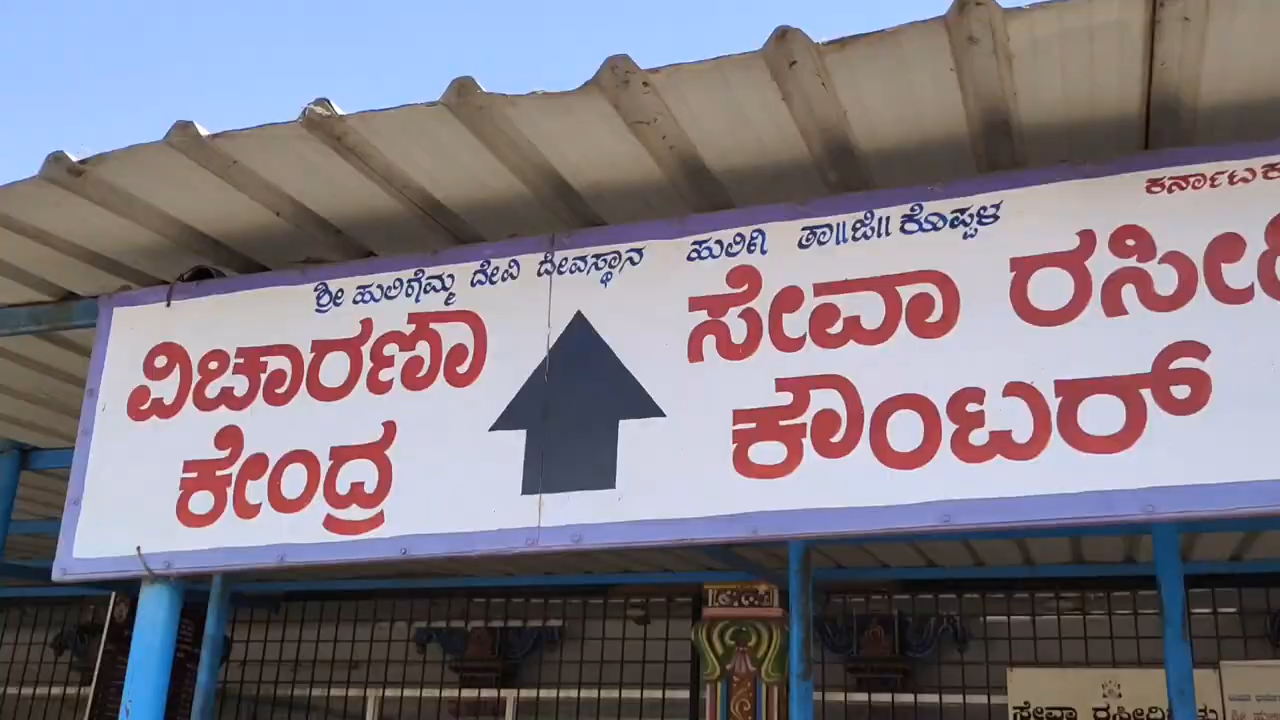 ಕರ್ನಾಟಕ
ಶ್ರೀ ಹುಲಿಗೆಮ್ಮ ದೇವಿ ದೇವಸ್ಥಾನ ಹುಲಿಗಿ ತಾ॥ಜಿ॥ ಕೊಪ್ಪಳ
ವಿಚಾರಣಾ
ಕೇಂದ್ರ
ಸೇವಾ ರಸೀದಿ
ಕೌಂಟರ್
ಸೇವಾ